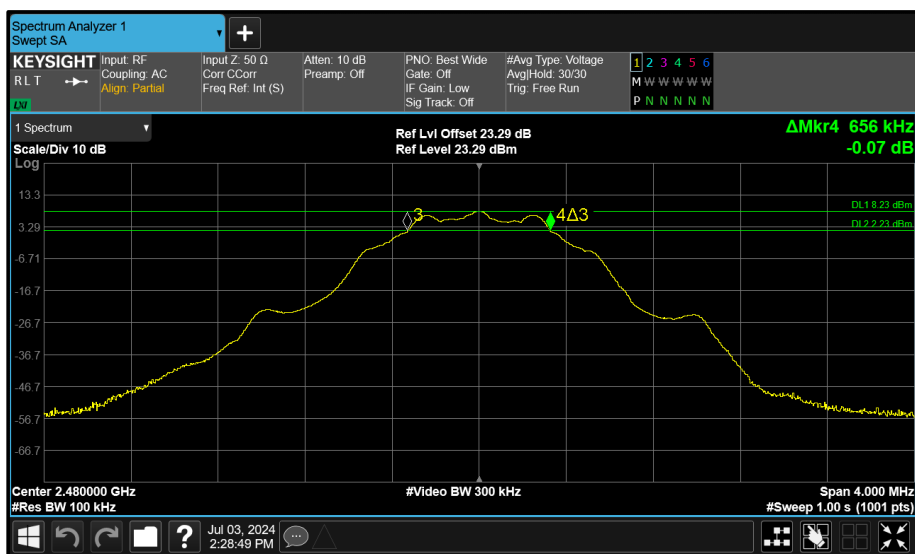 Spectrum Analyzer 1
Swept SA
KEYSIGHT
RLT
LXI
Input: RF
Coupling: AC
Align: Partial
Input Z: 50 Ω
Corr CCorr
Freq Ref: Int (S)
Atten: 10 dB
Preamp: Off
PNO: Best Wide
Gate: Off
IF Gain: Low
Sig Track: Off
#Avg Type: Voltage
Avg|Hold: 30/30
Trig: Free Run
1 2 3 4 5 6
M W W W W W
P N N N N N
1 Spectrum
Scale/Div 10 dB
Log
Ref Lvl Offset 23.29 dB
Ref Level 23.29 dBm
ΔMkr4 656 kHz
-0.07 dB
13.3
3.29
-6.71
-16.7
-26.7
-36.7
-46.7
-56.7
-66.7
3
4Δ3
DL1 8.23 dBm
DL2 2.23 dBm
Center 2.480000 GHz
#Res BW 100 kHz
#Video BW 300 kHz
Span 4.000 MHz
#Sweep 1.00 s (1001 pts)
?
Jul 03, 2024
2:28:49 PM